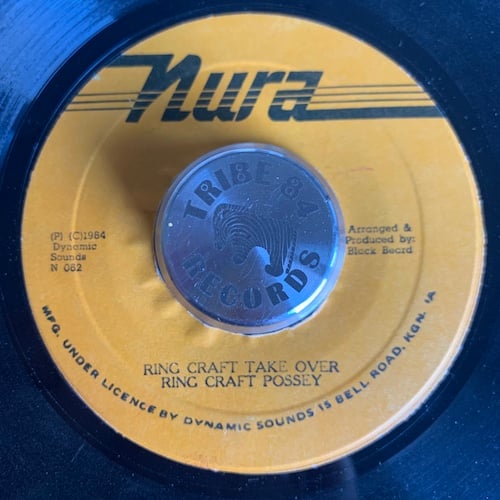 Nura
TRIBE 84
RECORDS
(P) (C)1984
Dynamic
Sounds
N 062
Arranged &
Produced by:
Black Beard
RING CRAFT TAKE OVER
RING CRAFT POSSEY
MFG. UNDER LICENCE BY DYNAMIC SOUNDS 15 BELL ROAD, KGN. JA